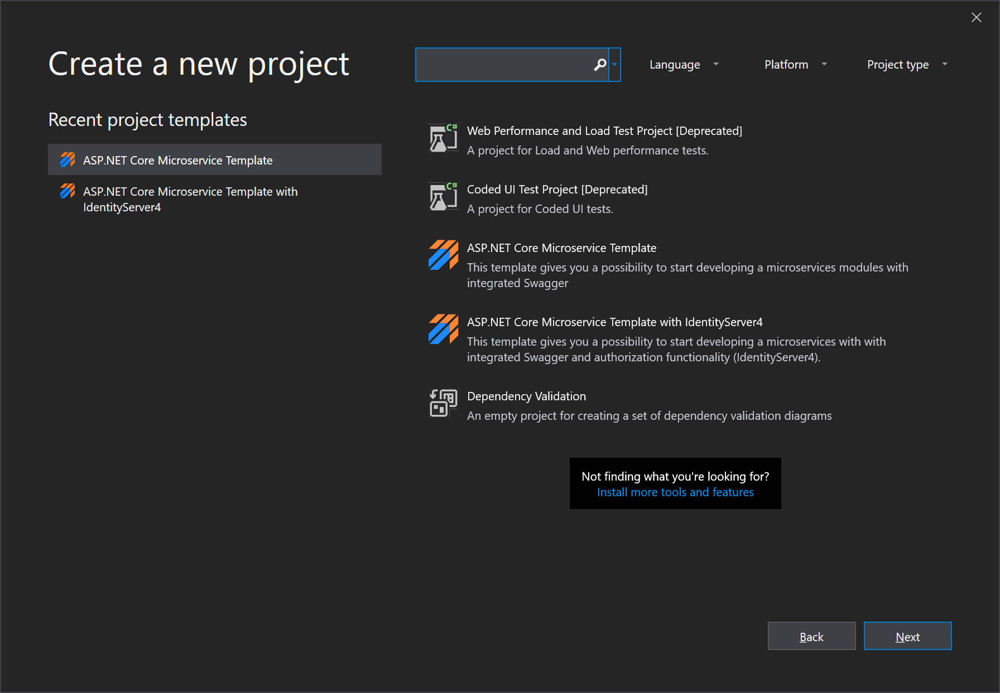 Create a new project
Language
Platform
Project type
Recent project templates
ASP.NET Core Microservice Template
ASP.NET Core Microservice Template with
IdentityServer4
C#
Web Performance and Load Test Project [Deprecated]
A project for Load and Web performance tests.
C#
Coded UI Test Project [Deprecated]
A project for Coded UI tests.
ASP.NET Core Microservice Template
This template gives you a possibility to start developing a microservices modules with
integrated Swagger
ASP.NET Core Microservice Template with IdentityServer4
This template gives you a possibility to start developing a microservices with with
integrated Swagger and authorization functionality (IdentityServer4).
Dependency Validation
An empty project for creating a set of dependency validation diagrams
Not finding what you're looking for?
Install more tools and features
Back
Next